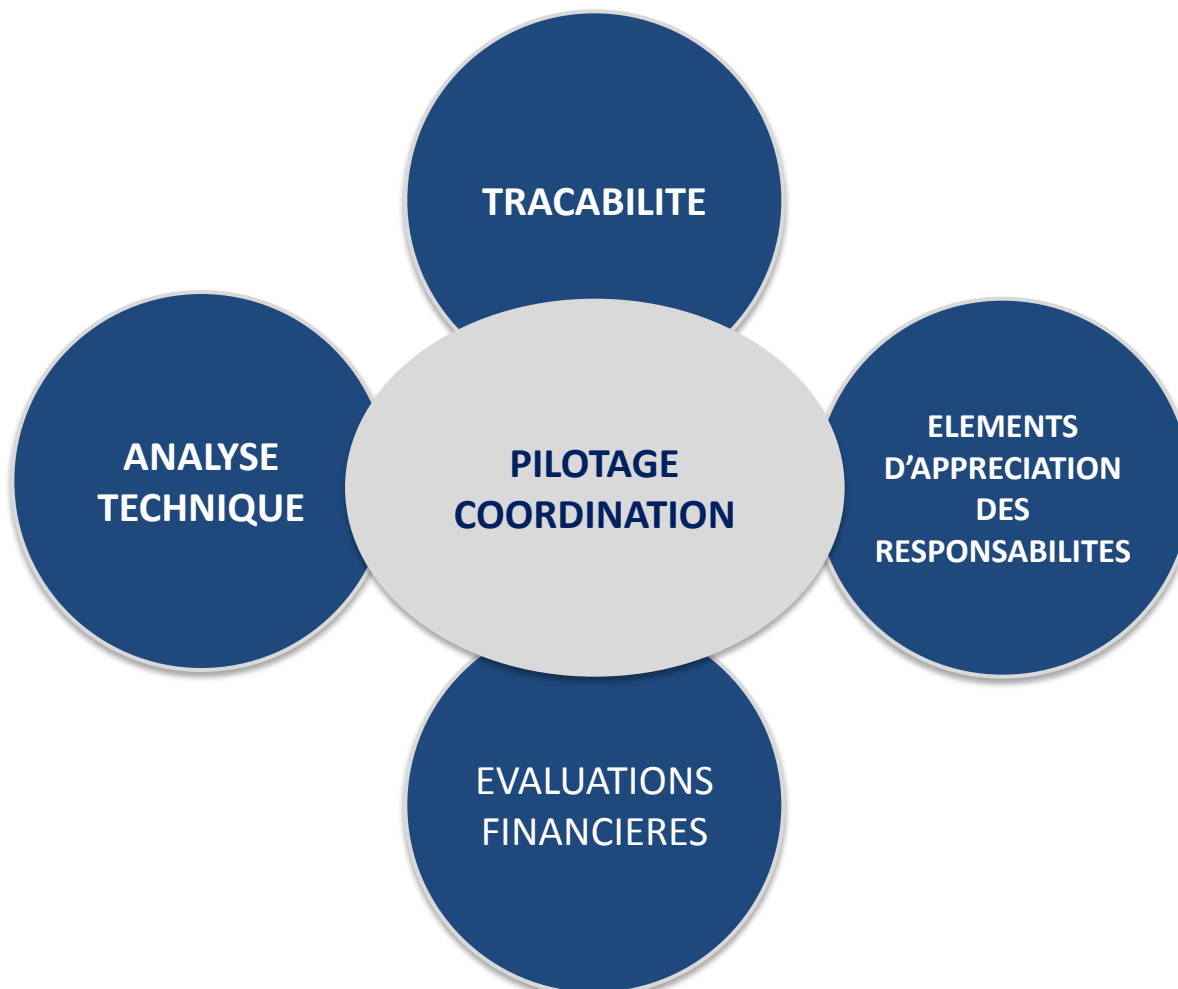 TRACABILITE
ANALYSE
TECHNIQUE
PILOTAGE
COORDINATION
ELEMENTS
D’APPRECIATION
DES
RESPONSABILITES
EVALUATIONS
FINANCIERES